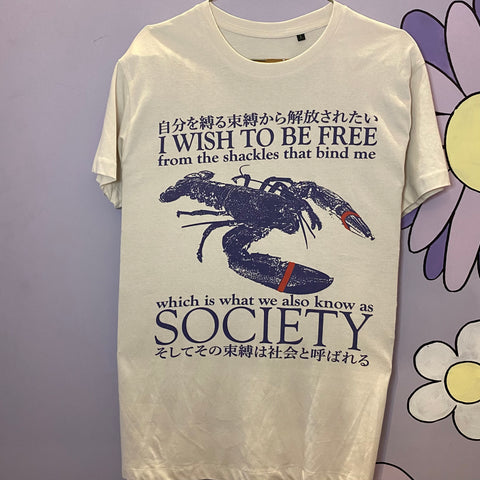 自分を縛る束縛から解放されたい
I WISH TO BE FREE
from the shackles that bind me
which is what we also know as
SOCIETY
そしてその束縛は社会と呼ばれる